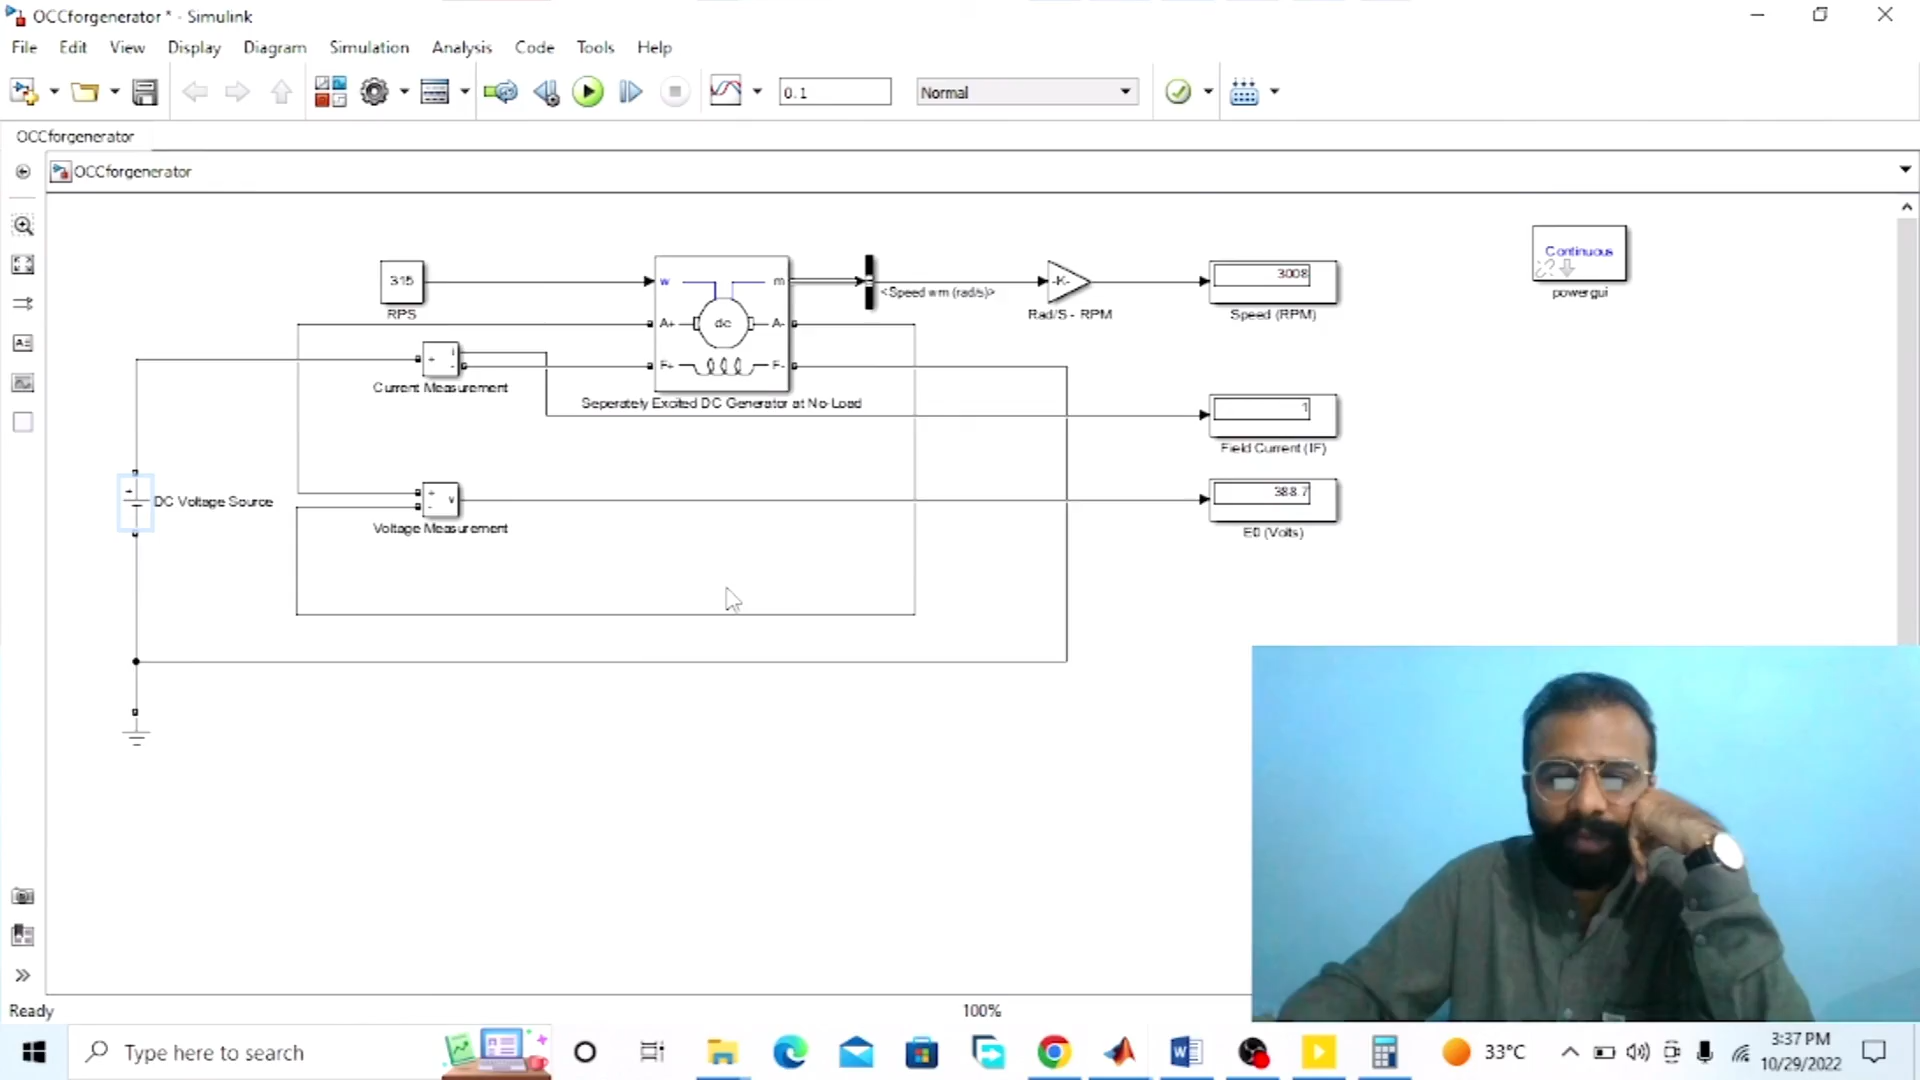 OCCforgenerator * - Simulink
File Edit View Display Diagram Simulation Analysis Code Tools Help
0.1
Normal
OCCforgenerator
OCCforgenerator
Continuous
powergui
315
RPS
w
m
<Speed wm (rad/s)>
-K-
Rad/S - RPM
3008
Speed (RPM)
A+
dc
A-
+
i
-
Current Measurement
F+
F-
Seperately Excited DC Generator at No-Load
1
Field Current (IF)
+
DC Voltage Source
+
-
v
Voltage Measurement
388.7
E0 (Volts)
Ready
100%
Type here to search
33°C
3:37 PM
10/29/2022